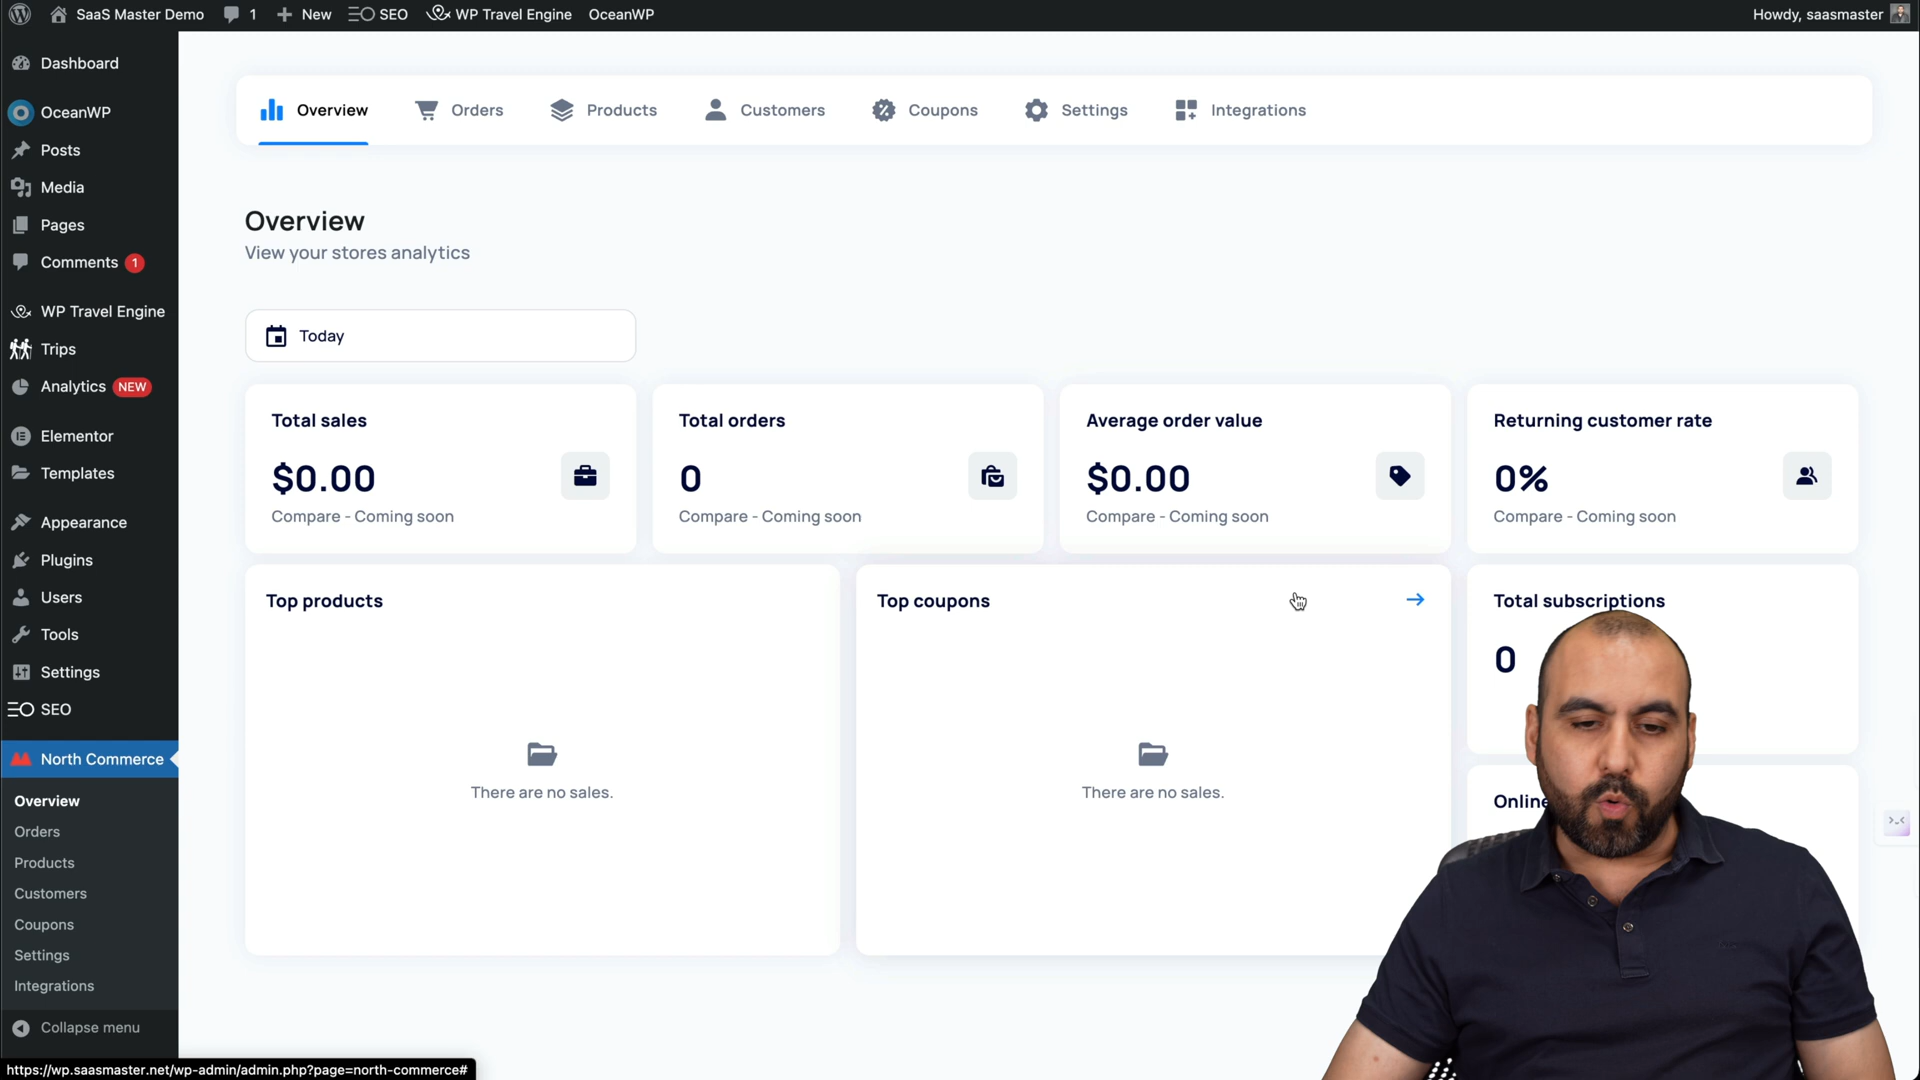 SaaS Master Demo 1 New SEO WP Travel Engine OceanWP Howdy, saasmaster
Dashboard
OceanWP
Posts
Media
Pages
Comments 1
WP Travel Engine
Trips
Analytics NEW
Elementor
Templates
Appearance
Plugins
Users
Tools
Settings
SEO
North Commerce
Overview
Orders
Products
Customers
Coupons
Settings
Integrations
Collapse menu
Overview Orders Products Customers Coupons Settings Integrations
Overview
View your stores analytics
Today
Total sales
$0.00
Compare - Coming soon
Total orders
0
Compare - Coming soon
Average order value
$0.00
Compare - Coming soon
Returning customer rate
0%
Compare - Coming soon
Top products
There are no sales.
Top coupons
There are no sales.
Total subscriptions
0
Online
https://wp.saasmaster.net/wp-admin/admin.php?page=north-commerce#